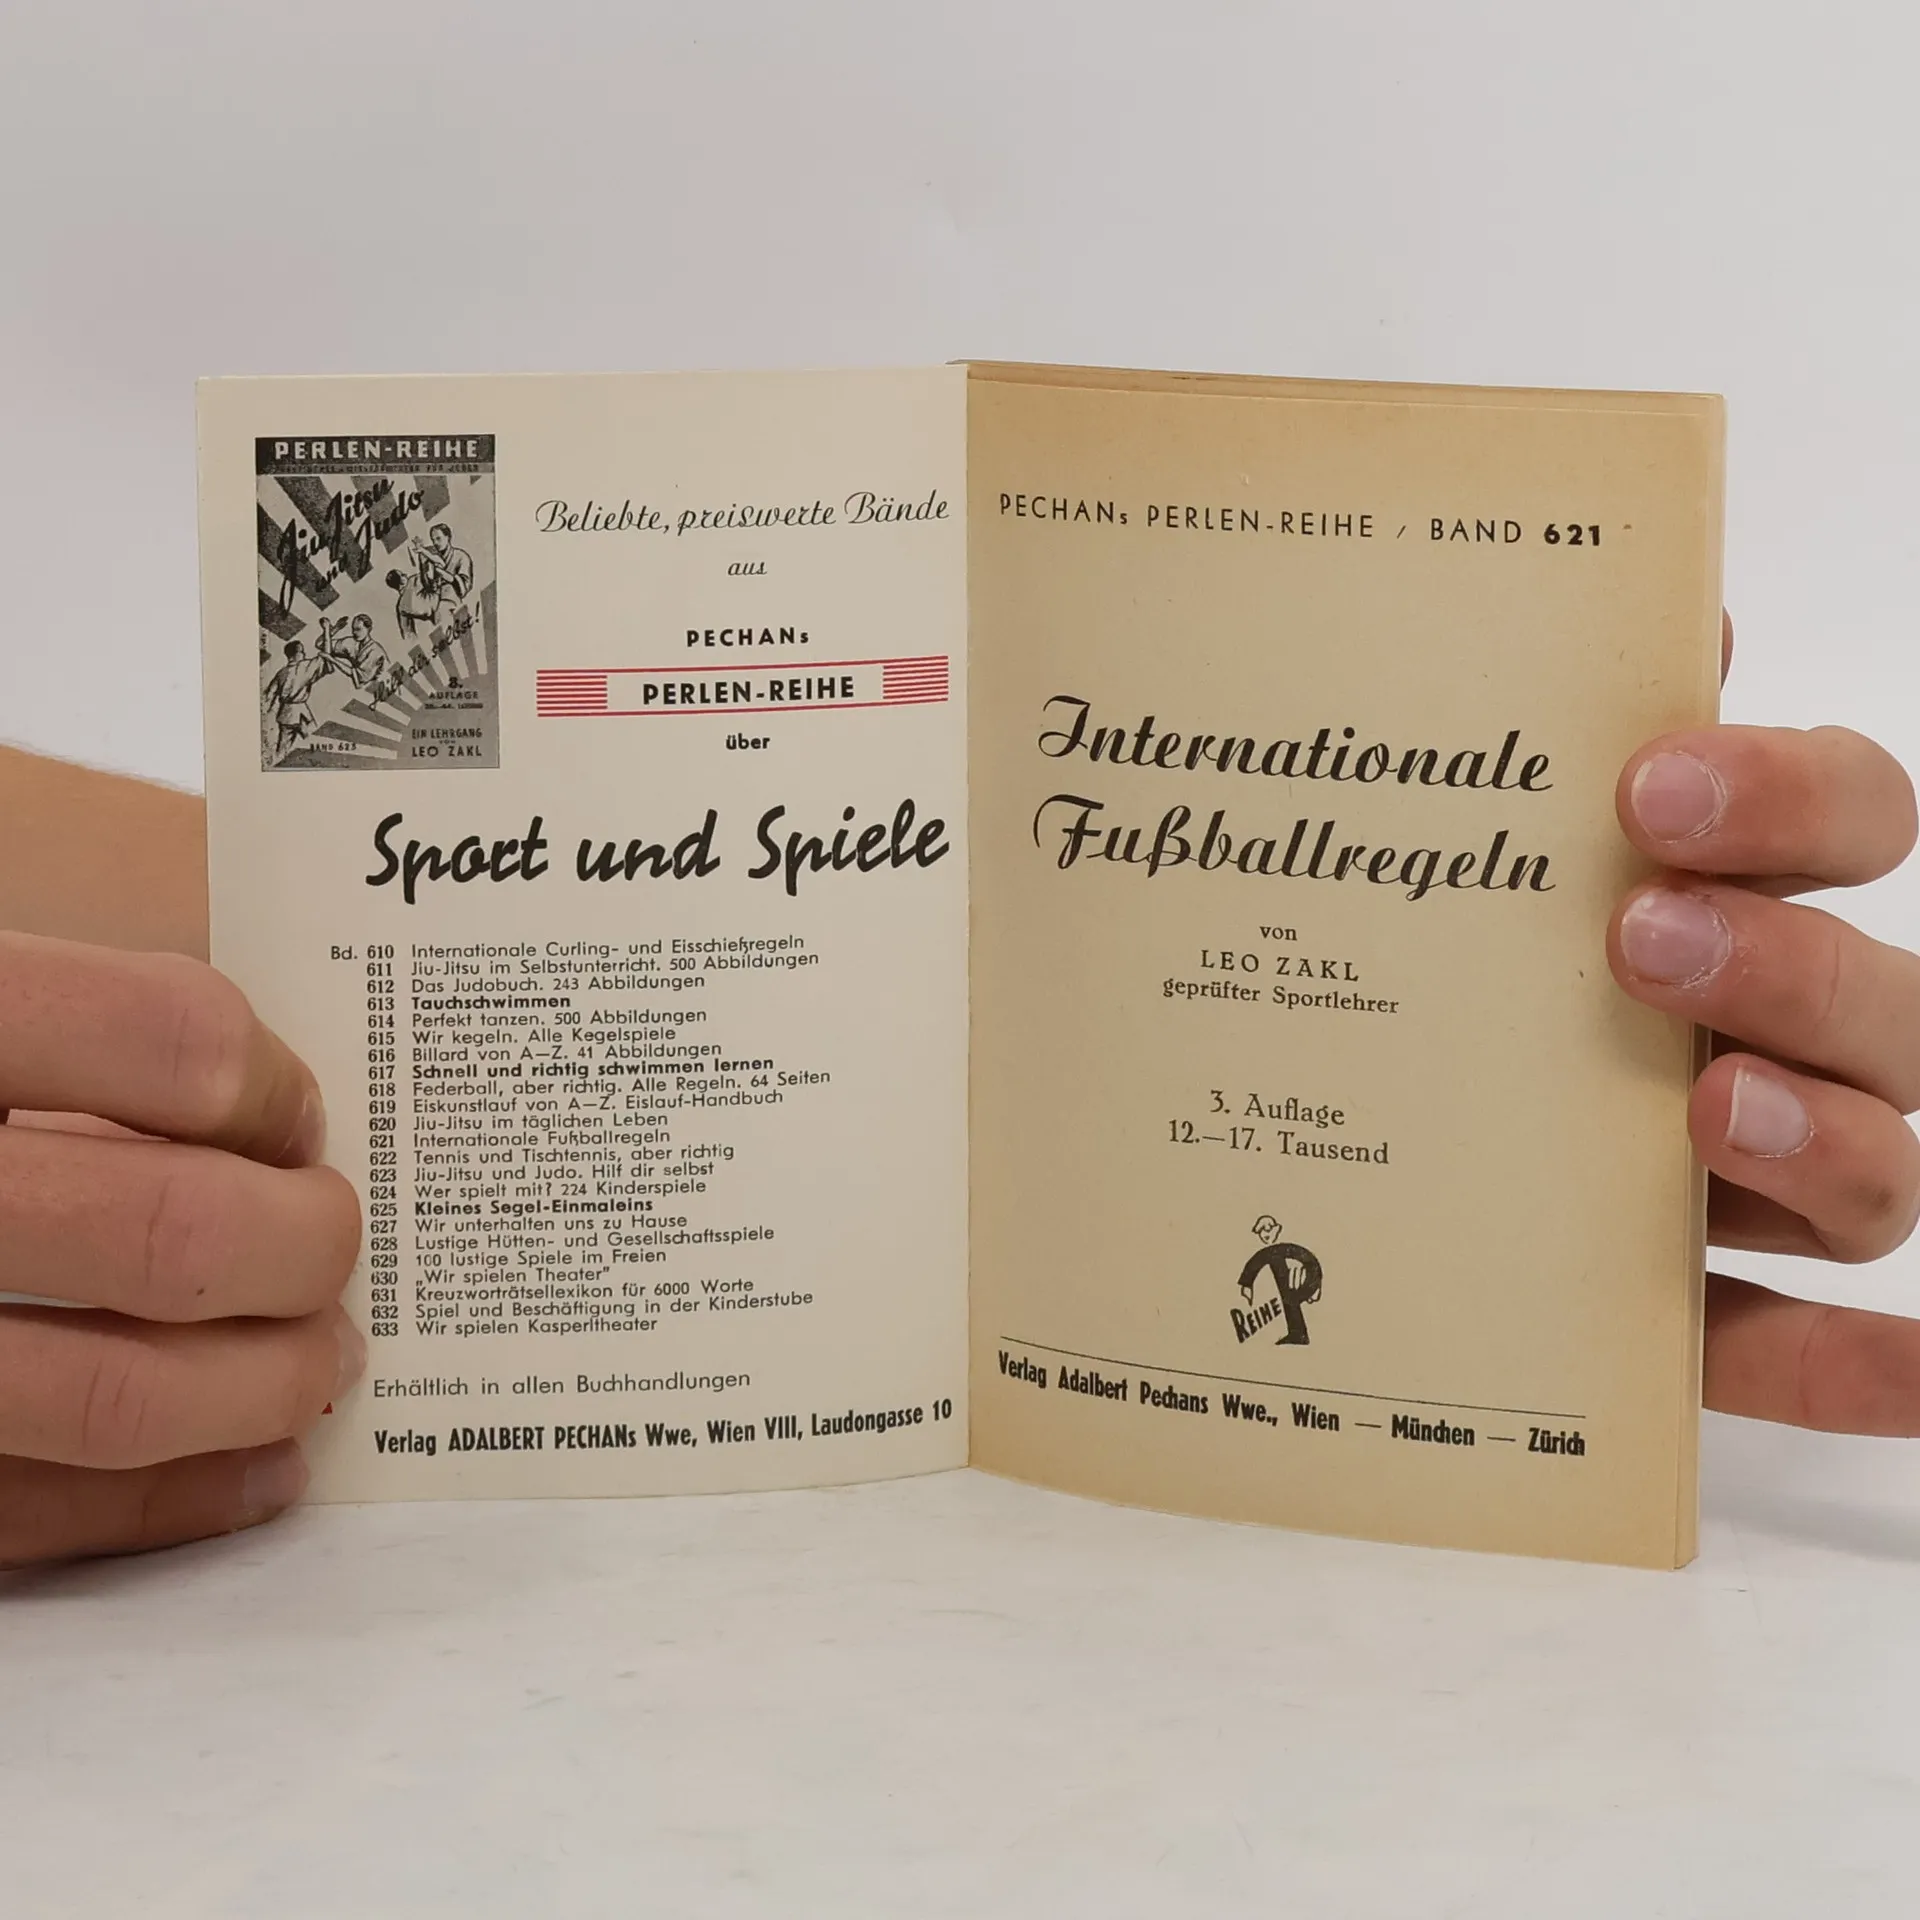 PERLEN-REIHE
Jiu Jitsu
und Judo
Hilf dir selbst!
8.
AUFLAGE
EIN LEHRGANG
VON
LEO ZAKL
BAND 623
Beliebte, preiswerte Bände
aus
PECHANs
PERLEN-REIHE
über
Sport und Spiele
Bd. 610 Internationale Curling- und Eisschießregeln
611 Jiu-Jitsu im Selbstunterricht. 500 Abbildungen
612 Das Judobuch. 243 Abbildungen
613 Tauchschwimmen
614 Perfekt tanzen. 500 Abbildungen
615 Wir kegeln. Alle Kegelspiele
616 Billard von A—Z. 41 Abbildungen
617 Schnell und richtig schwimmen lernen
618 Federball, aber richtig. Alle Regeln. 64 Seiten
619 Eiskunstlauf von A—Z. Eislauf-Handbuch
620 Jiu-Jitsu im täglichen Leben
621 Internationale Fußballregeln
622 Tennis und Tischtennis, aber richtig
623 Jiu-Jitsu und Judo. Hilf dir selbst
624 Wer spielt mit? 224 Kinderspiele
625 Kleines Segel-Einmaleins
627 Wir unterhalten uns zu Hause
628 Lustige Hütten- und Gesellschaftsspiele
629 100 lustige Spiele im Freien
630 „Wir spielen Theater"
631 Kreuzworträtsellexikon für 6000 Worte
632 Spiel und Beschäftigung in der Kinderstube
633 Wir spielen Kasperltheater
Erhältlich in allen Buchhandlungen
Verlag ADALBERT PECHANs Wwe, Wien VIII, Laudongasse 10
PECHANs PERLEN-REIHE / BAND 621
Internationale
Fußballregeln
von
LEO ZAKL
geprüfter Sportlehrer
3. Auflage
12.—17. Tausend
REIHE P
Verlag Adalbert Pechans Wwe., Wien — München — Zürich